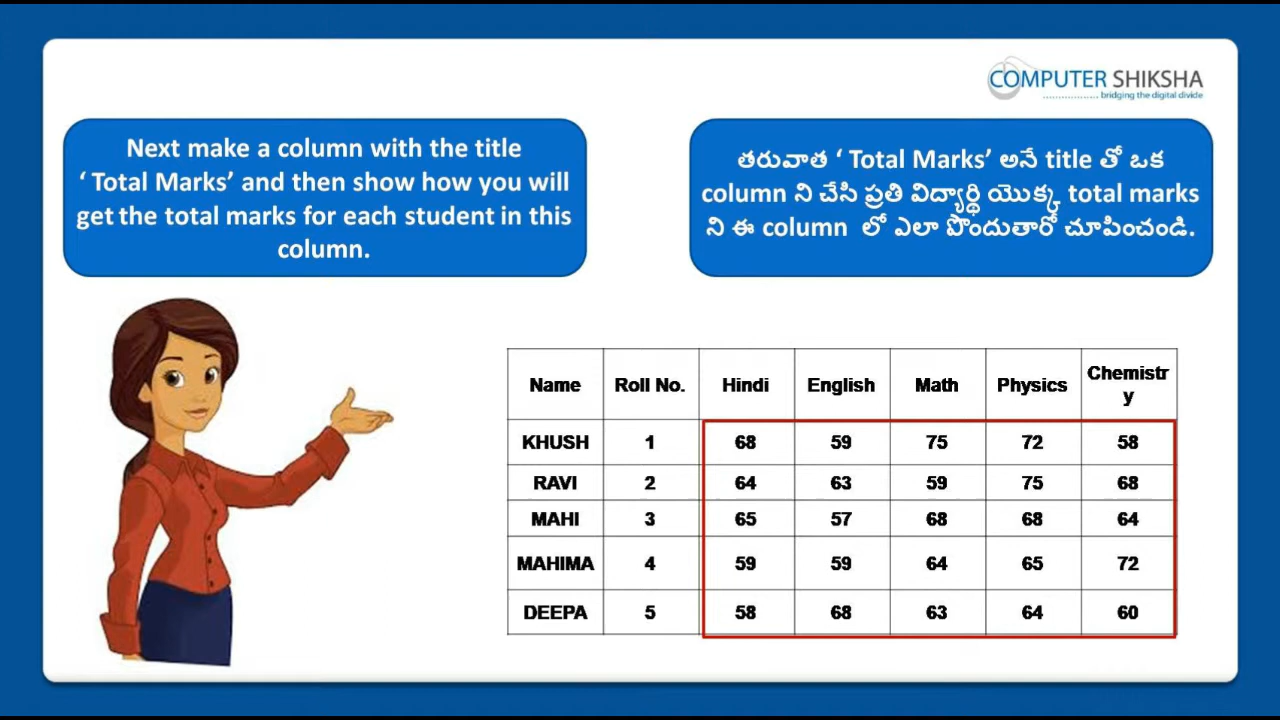 COMPUTER SHIKSHA
bridging the digital divide
Next make a column with the title
‘ Total Marks’ and then show how you will
get the total marks for each student in this
column.
తరువాత ‘ Total Marks’ అనే title తో ఒక
column ని చేసి ప్రతి విద్యార్థి యొక్క total marks
ని ఈ column లో ఎలా పొందుతారో చూపించండి.
Name Roll No. Hindi English Math Physics Chemistr
y
KHUSH 1 68 59 75 72 58
RAVI 2 64 63 59 75 68
MAHI 3 65 57 68 68 64
MAHIMA 4 59 59 64 65 72
DEEPA 5 58 68 63 64 60